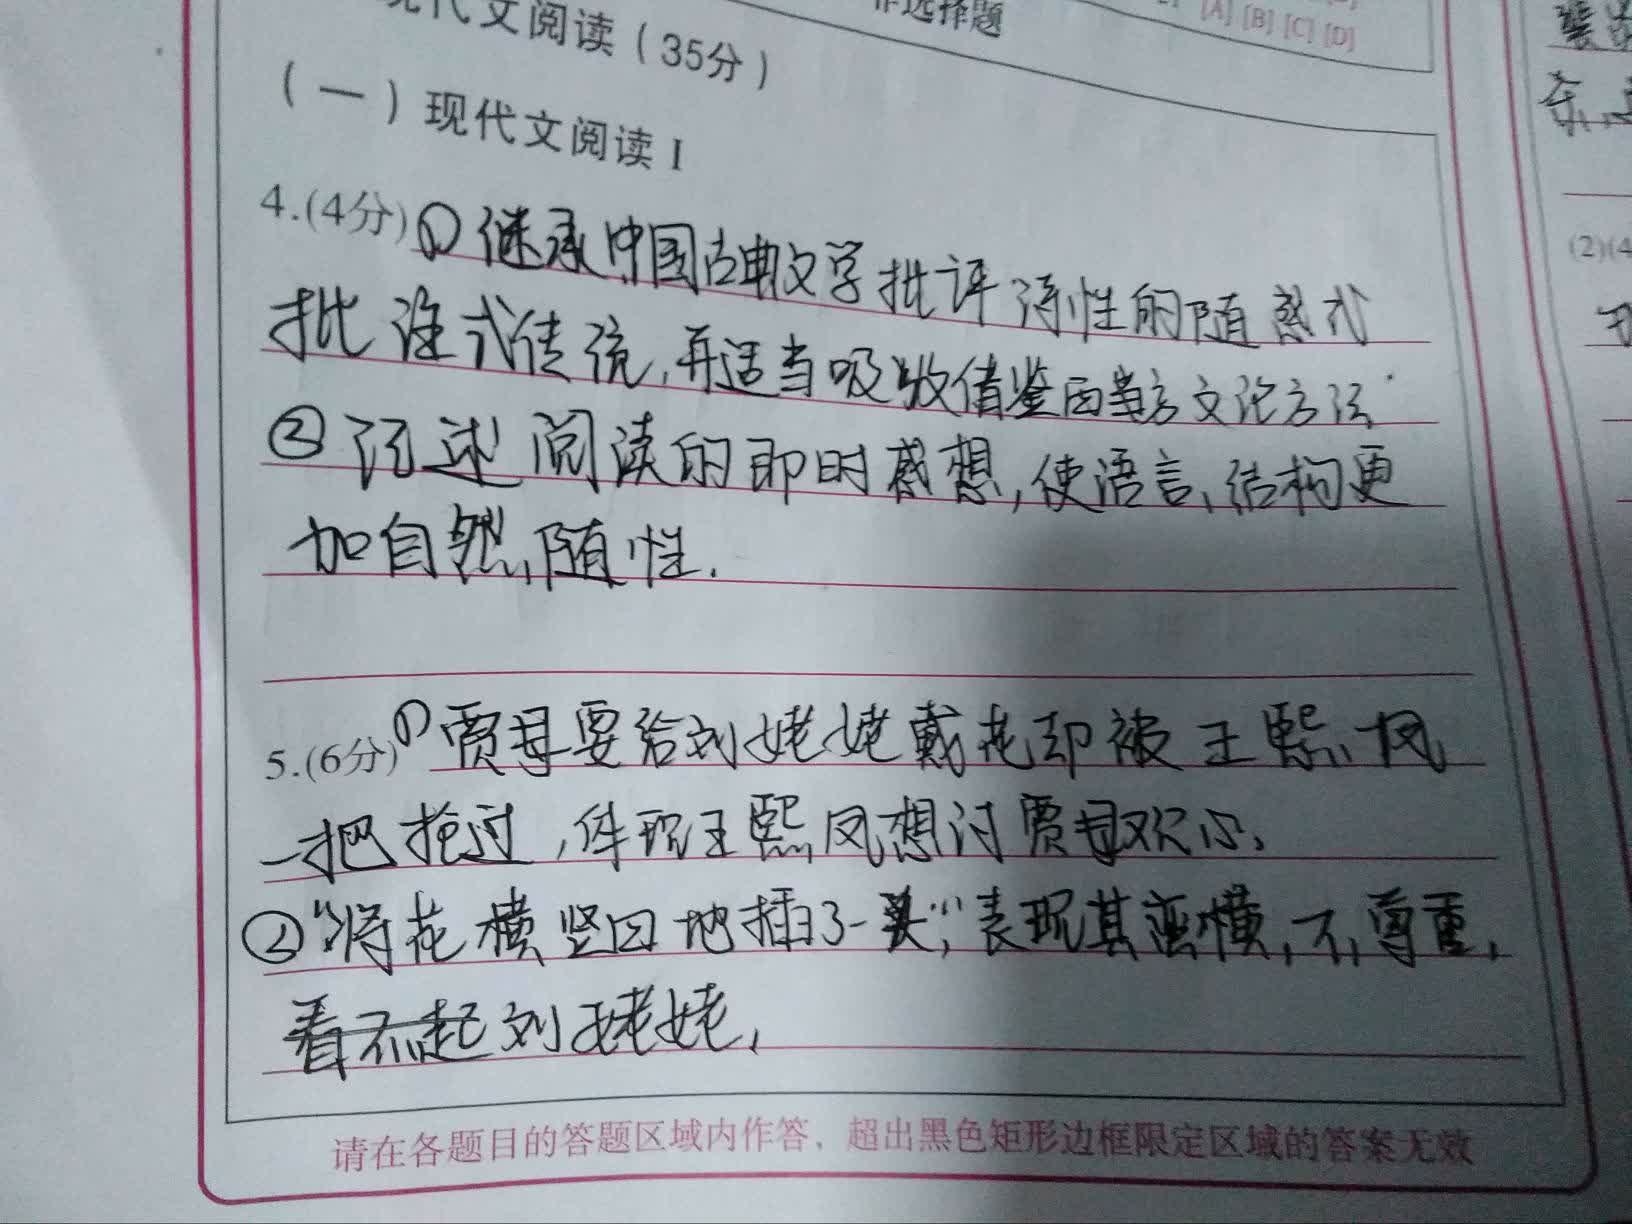 现代文阅读（35分）
作选择题
[A] [B] [C] [D]
（一）现代文阅读 I
4.(4分)① 继承中国古典文学批评弹性的随感式
批注式传统,再适当吸收借鉴西方文论方法
② 记述阅读的即时感想,使语言、结构更
加自然,随性.
5.(6分)① 贾母要给刘姥姥戴花却被王熙凤
一把抢过,体现王熙凤想讨贾母欢心,
②“将花横竖四地插了一头”,表现其蛮横,不尊重,
看不起刘姥姥,
请在各题目的答题区域内作答，超出黑色矩形边框限定区域的答案无效
(2)(4